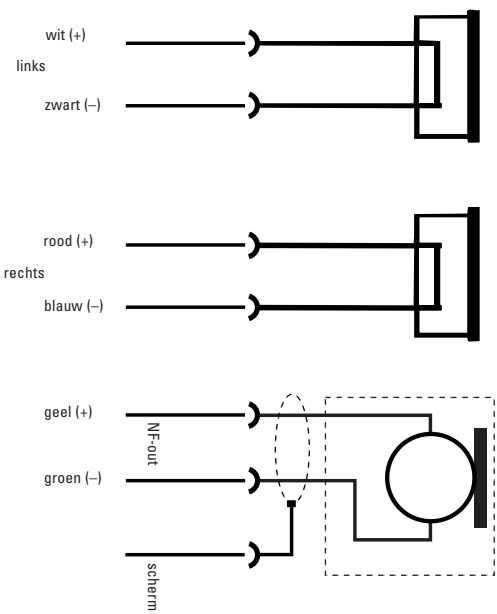 wit (+)
links
zwart (–)
rood (+)
rechts
blauw (–)
geel (+)
NF-out
groen (–)
scherm